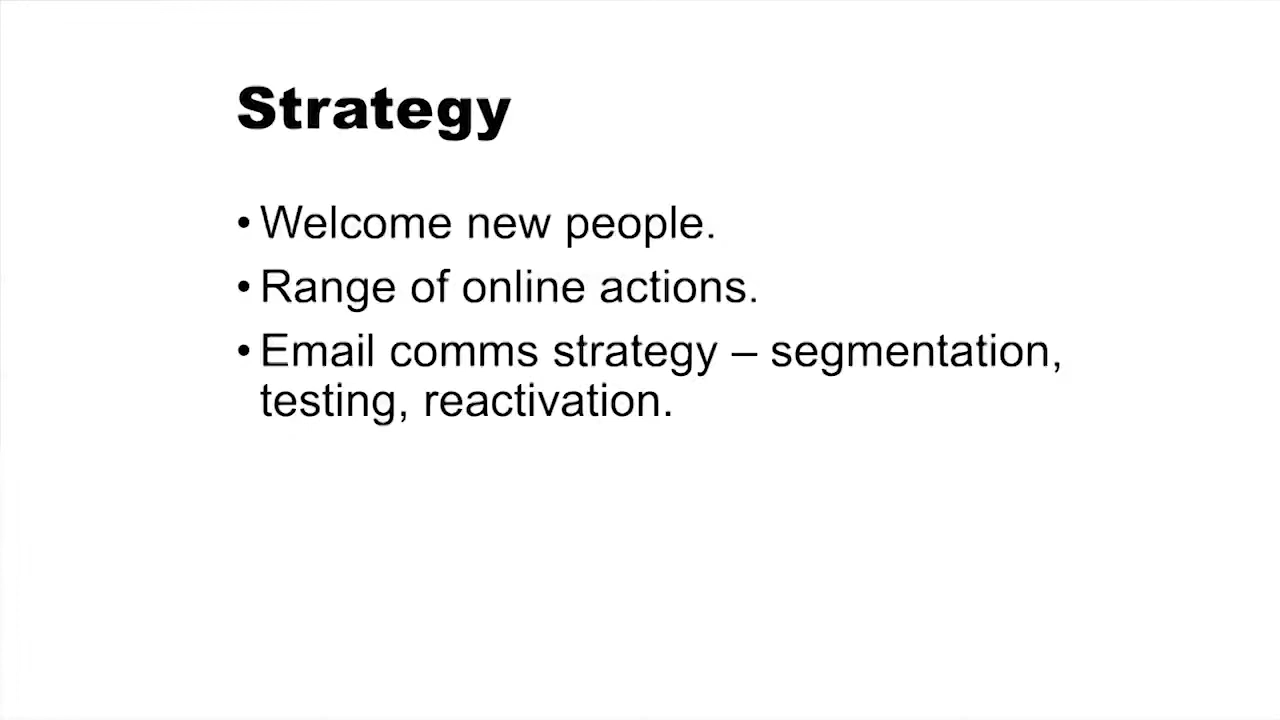 Strategy
• Welcome new people.
• Range of online actions.
• Email comms strategy – segmentation,
testing, reactivation.